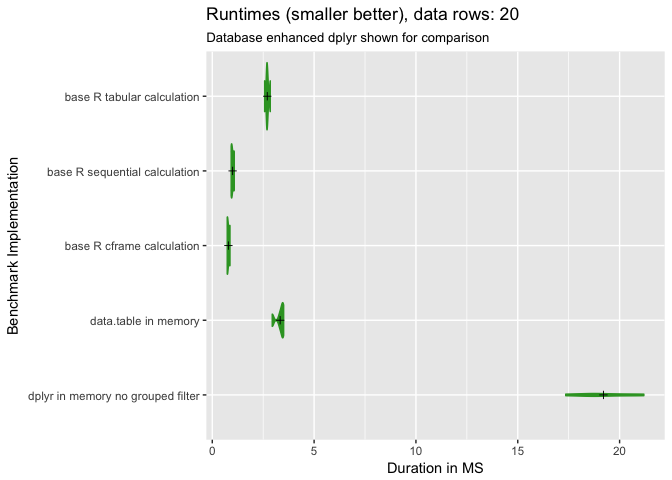 Runtimes (smaller better), data rows: 20
Database enhanced dplyr shown for comparison
Benchmark Implementation
base R tabular calculation
base R sequential calculation
base R cframe calculation
data.table in memory
dplyr in memory no grouped filter
0 5 10 15 20
Duration in MS